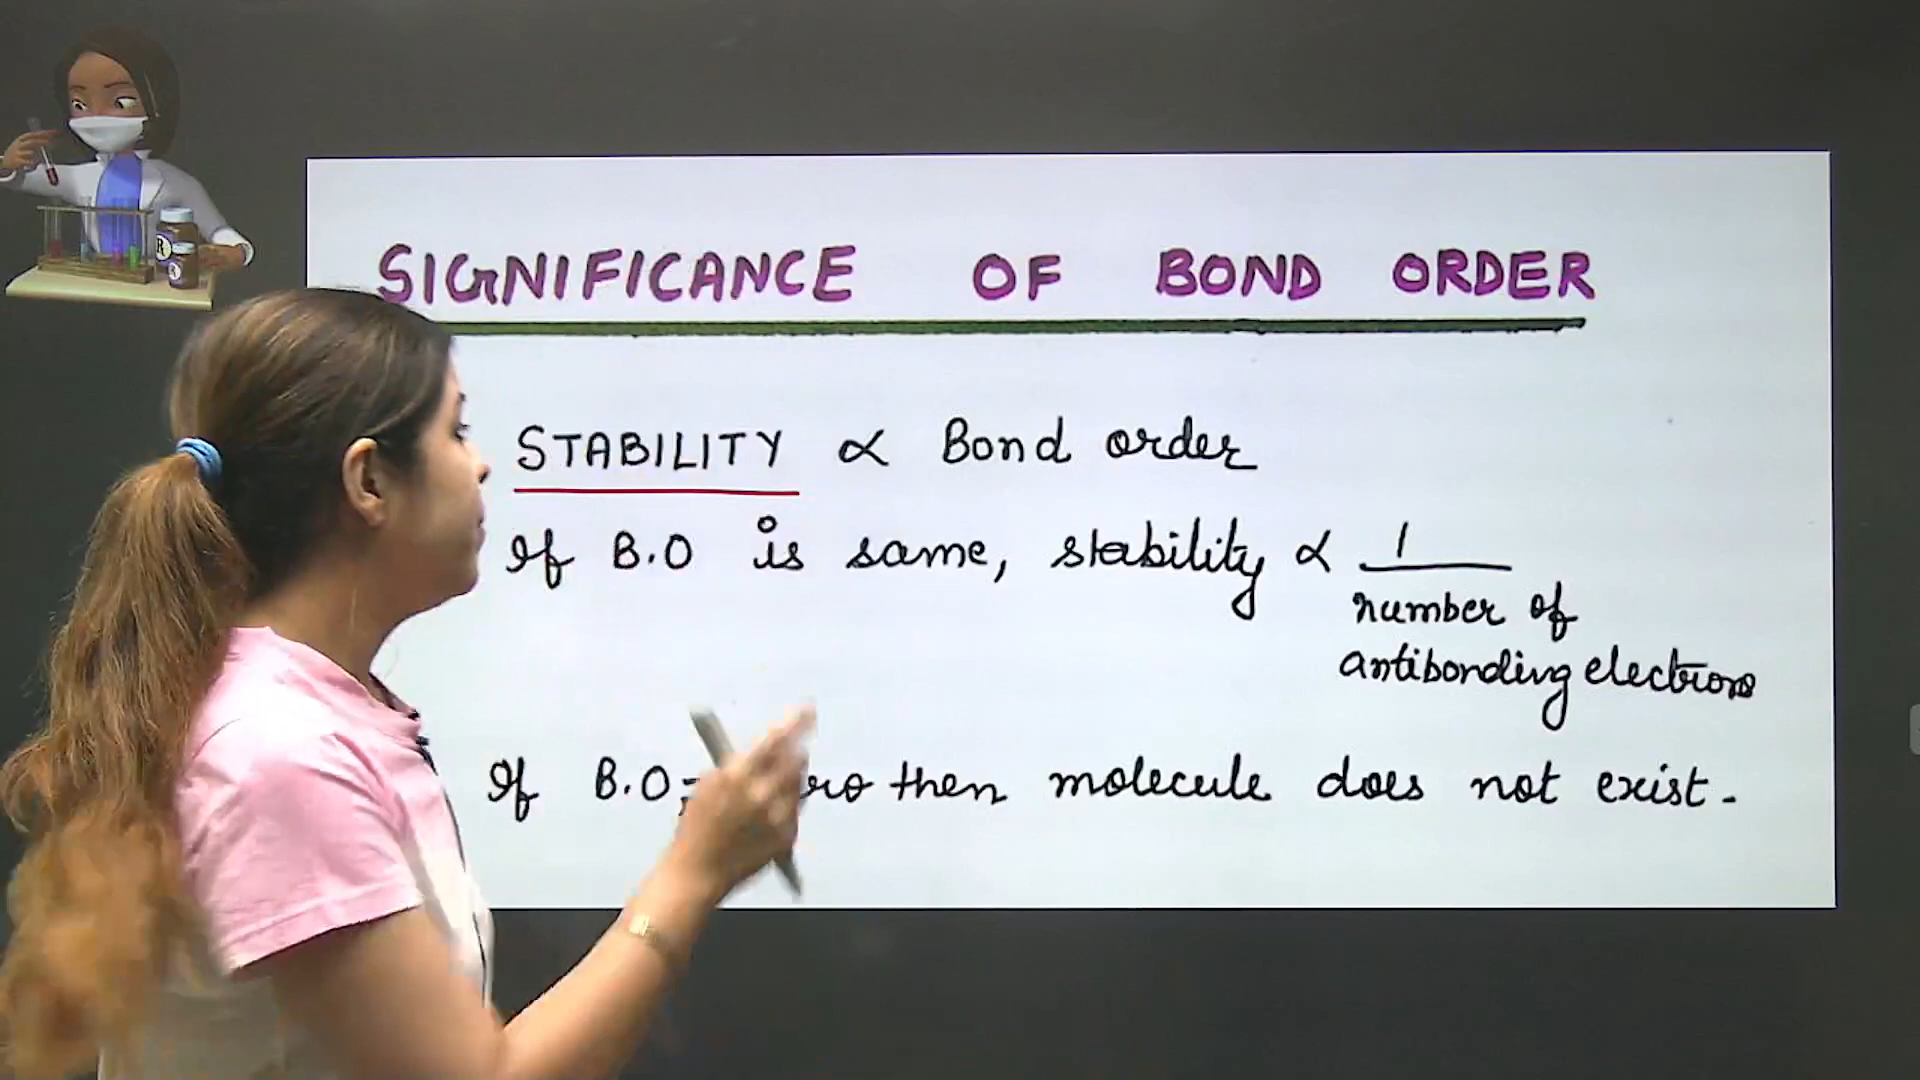 SIGNIFICANCE OF BOND ORDER
STABILITY ∝ Bond order
If B.O is same, stability ∝ 1
number of
antibonding electrons
If B.O = then molecule does not exist.
R
R